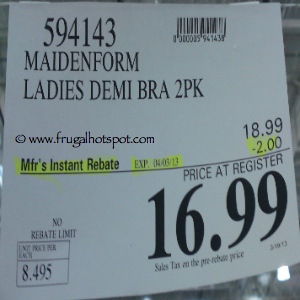 594143
MAIDENFORM
LADIES DEMI BRA 2PK
www.frugalhotspot.com
18.99
-2.00
Mfr's Instant Rebate EXP. 04/03/13
PRICE AT REGISTER
16.99
NO
REBATE LIMIT
UNIT PRICE PER
EACH
8.495
Sales Tax on the pre-rebate price